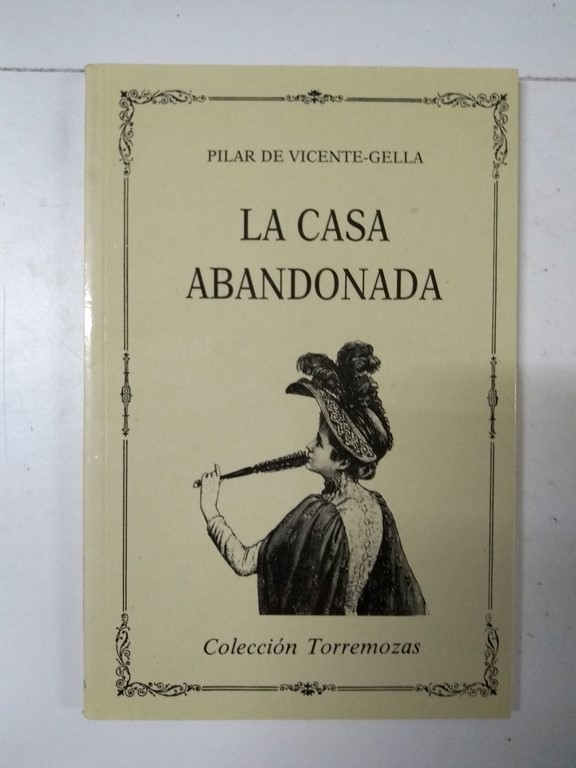 PILAR DE VICENTE-GELLA
LA CASA
ABANDONADA
Colección Torremozas